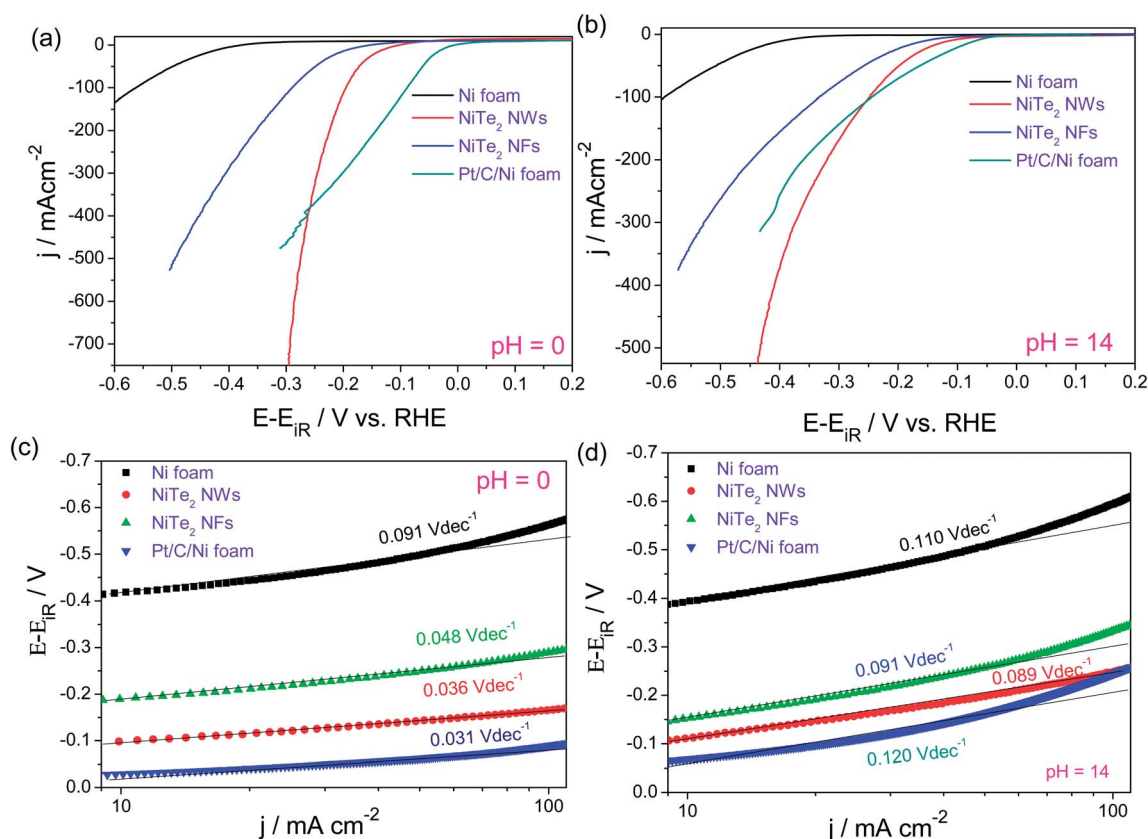 (a)
0
-100
-200
-300
-400
-500
-600
-700
j / mAcm⁻²
Ni foam
NiTe₂ NWs
NiTe₂ NFs
Pt/C/Ni foam
pH = 0
-0.6 -0.5 -0.4 -0.3 -0.2 -0.1 0.0 0.1 0.2
E-E_iR / V vs. RHE
(b)
0
-100
-200
-300
-400
-500
j / mAcm⁻²
Ni foam
NiTe₂ NWs
NiTe₂ NFs
Pt/C/Ni foam
pH = 14
-0.6 -0.5 -0.4 -0.3 -0.2 -0.1 0.0 0.1 0.2
E-E_iR / V vs. RHE
(c)
-0.7
-0.6
-0.5
-0.4
-0.3
-0.2
-0.1
0.0
E-E_iR / V
Ni foam
NiTe₂ NWs
NiTe₂ NFs
Pt/C/Ni foam
pH = 0
0.091 Vdec⁻¹
0.048 Vdec⁻¹
0.036 Vdec⁻¹
0.031 Vdec⁻¹
10 100
j / mA cm⁻²
(d)
-0.7
-0.6
-0.5
-0.4
-0.3
-0.2
-0.1
0.0
E-E_iR / V
Ni foam
NiTe₂ NWs
NiTe₂ NFs
Pt/C/Ni foam
0.110 Vdec⁻¹
0.091 Vdec⁻¹
0.089 Vdec⁻¹
0.120 Vdec⁻¹
pH = 14
10 100
j / mA cm⁻²